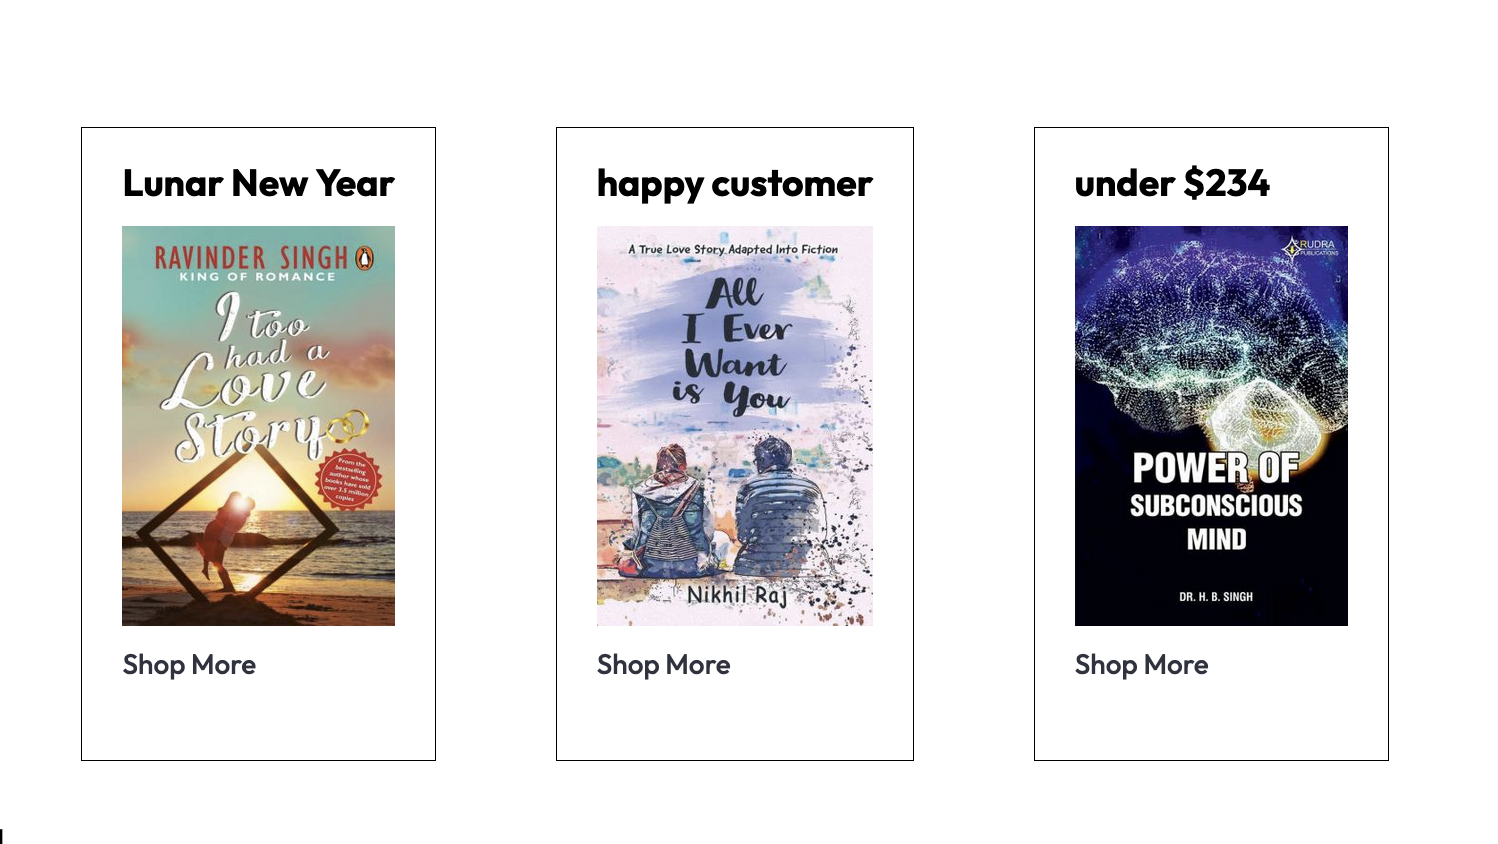 Lunar New Year
RAVINDER SINGH
KING OF ROMANCE
I too
had a
Love
Story
From the
bestselling
author whose
books have sold
over 3.5 million
copies
Shop More
happy customer
A True Love Story Adapted Into Fiction
All
I Ever
Want
is You
Nikhil Raj
Shop More
under $234
RUDRA
PUBLICATIONS
POWER OF
SUBCONSCIOUS
MIND
DR. H. B. SINGH
Shop More